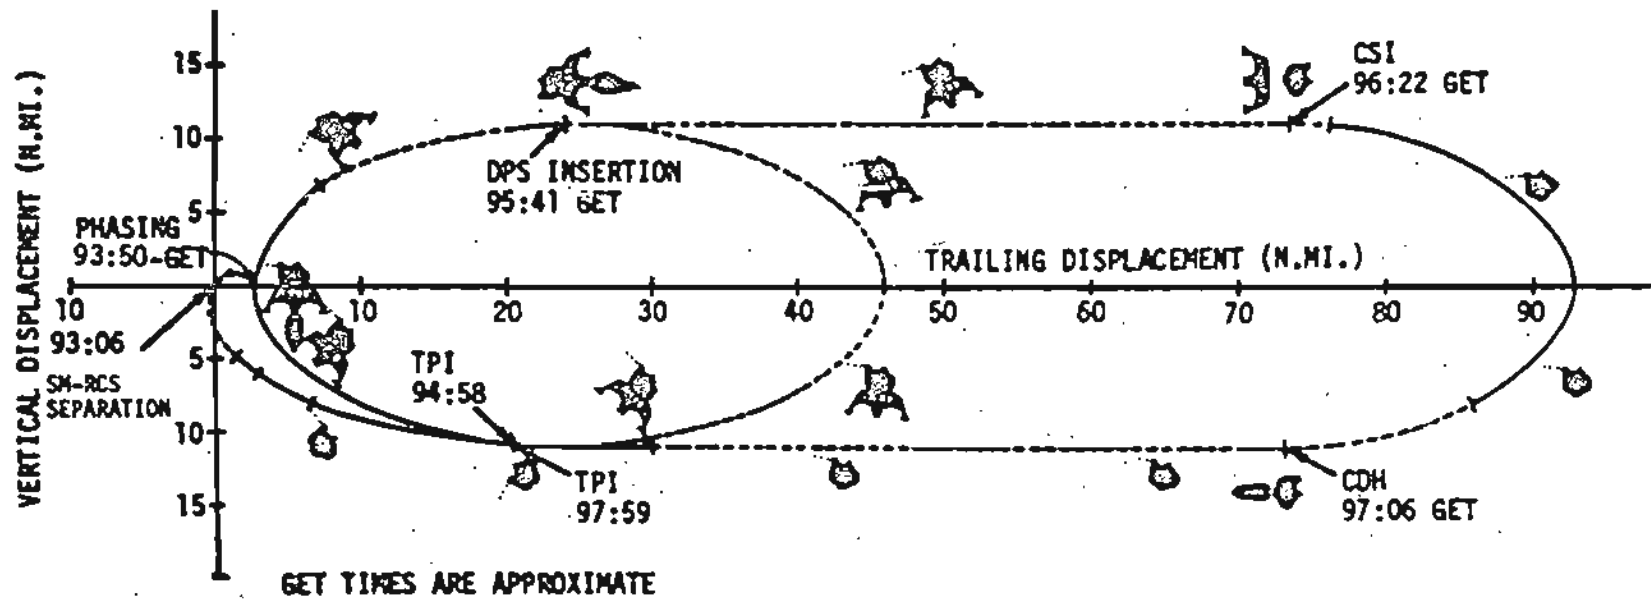 VERTICAL DISPLACEMENT (N.MI.)
15
10
5
5
10
15
CSI
96:22 GET
DPS INSERTION
95:41 GET
PHASING
93:50-GET
TRAILING DISPLACEMENT (N.MI.)
10
10
20
30
40
50
60
70
80
90
93:06
SM-RCS
SEPARATION
TPI
94:58
TPI
97:59
CDH
97:06 GET
GET TIMES ARE APPROXIMATE